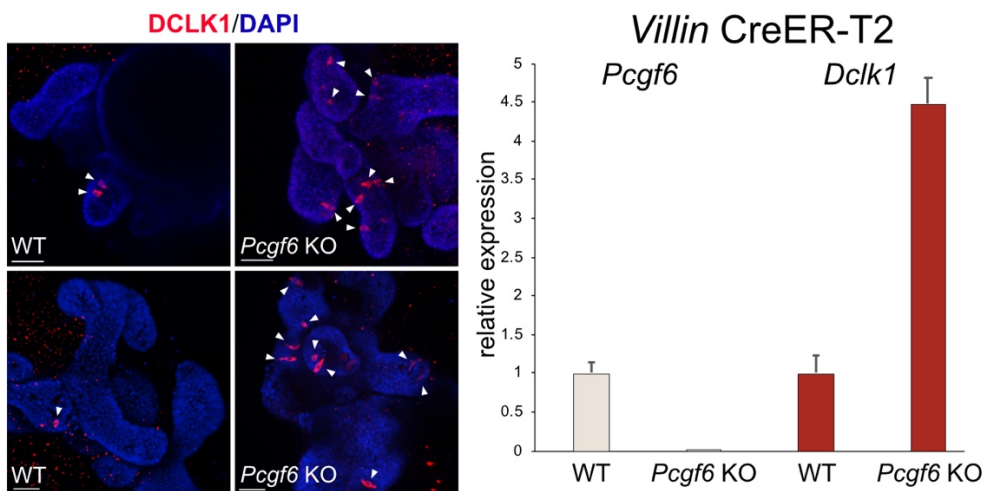 DCLK1/DAPI
WT
Pcgf6 KO
WT
Pcgf6 KO
Villin CreER-T2
Pcgf6
Dclk1
relative expression
5
4.5
4
3.5
3
2.5
2
1.5
1
0.5
0
WT
Pcgf6 KO
WT
Pcgf6 KO